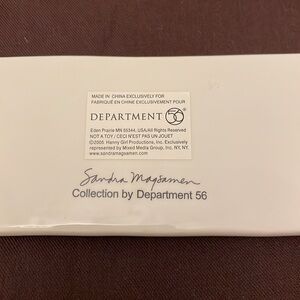 MADE IN CHINA EXCLUSIVELY FOR
FABRIQUÉ EN CHINE EXCLUSIVEMENT POUR
DEPARTMENT 56 ®
Eden Prairie MN 55344, USA/All Rights Reserved
NOT A TOY / CECI N'EST PAS UN JOUET
©2005 Hanny Girl Productions, Inc. Exclusively
represented by Mixed Media Group, Inc. NY, NY.
www.sandramagsamen.com
Sandra Magsamen
Collection by Department 56